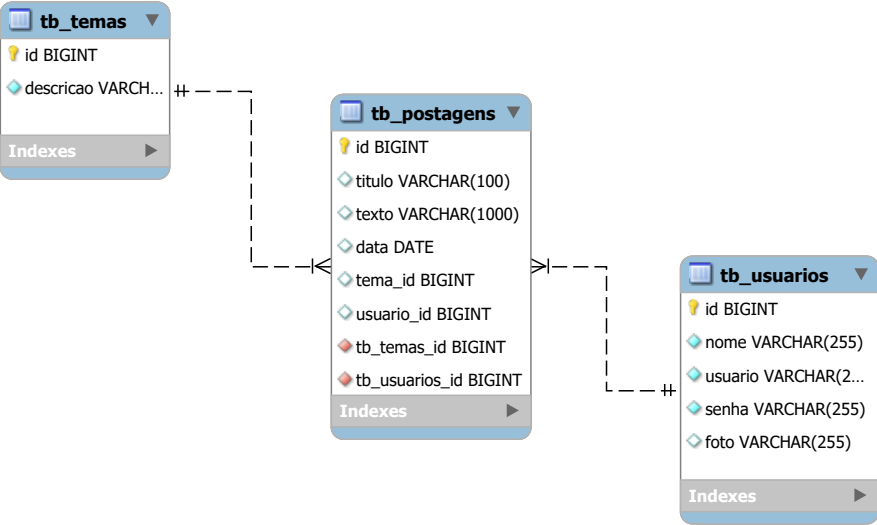 tb_temas
id BIGINT
descricao VARCH...
Indexes
tb_postagens
id BIGINT
titulo VARCHAR(100)
texto VARCHAR(1000)
data DATE
tema_id BIGINT
usuario_id BIGINT
tb_temas_id BIGINT
tb_usuarios_id BIGINT
Indexes
tb_usuarios
id BIGINT
nome VARCHAR(255)
usuario VARCHAR(2...
senha VARCHAR(255)
foto VARCHAR(255)
Indexes